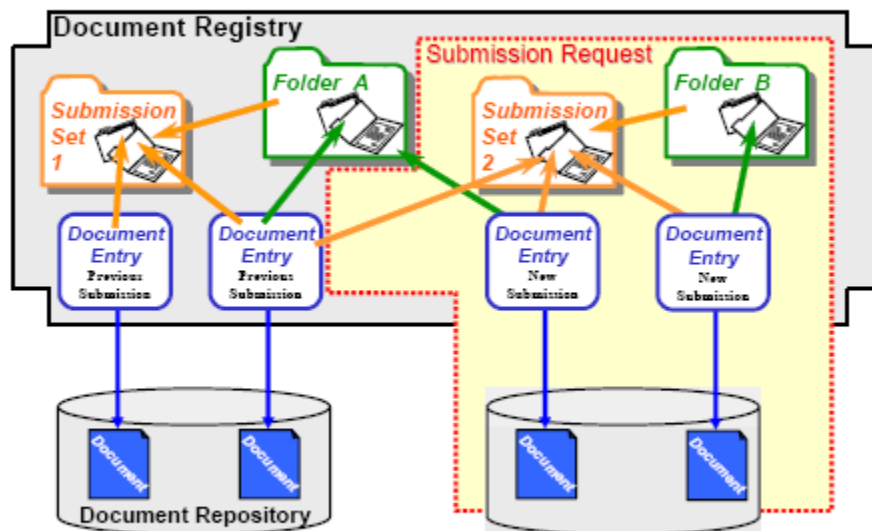 Document Registry
Submission Request
Folder A
Folder B
Submission
Set
1
Submission
Set
2
Document
Entry
Previous
Submission
Document
Entry
Previous
Submission
Document
Entry
New
Submission
Document
Entry
New
Submission
Document
Document
Document
Document
Document Repository